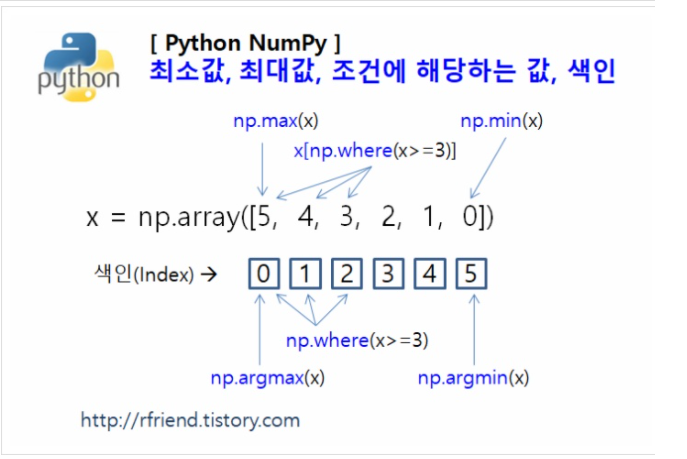 [ Python NumPy ]
python
최소값, 최대값, 조건에 해당하는 값, 색인
np.max(x) np.min(x)
x[np.where(x>=3)]
x = np.array([5, 4, 3, 2, 1, 0])
색인(Index) → 0 1 2 3 4 5
np.where(x>=3)
np.argmax(x) np.argmin(x)
http://rfriend.tistory.com